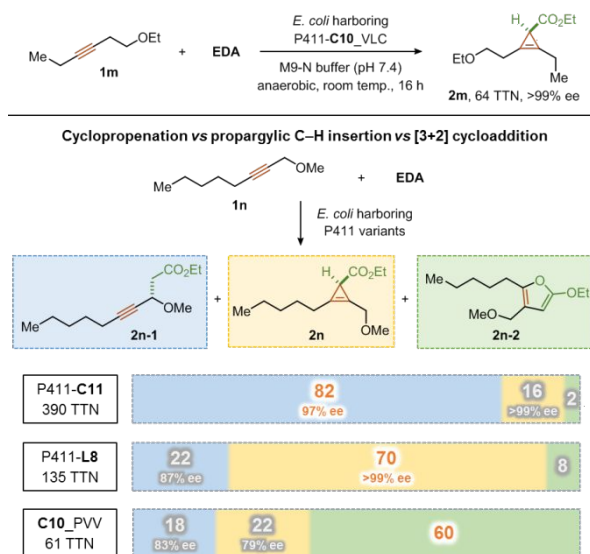 E. coli harboring
P411-C10_VLC
M9-N buffer (pH 7.4)
anaerobic, room temp., 16 h
Me
OEt
1m
+
EDA
H
CO2Et
EtO
Me
2m, 64 TTN, >99% ee
Cyclopropenation vs propargylic C–H insertion vs [3+2] cycloaddition
Me
OMe
1n
+
EDA
E. coli harboring
P411 variants
CO2Et
Me
OMe
2n-1
+
H
CO2Et
Me
OMe
2n
+
Me
O
OEt
MeO
2n-2
P411-C11
390 TTN
82
97% ee
16
>99% ee
2
P411-L8
135 TTN
22
87% ee
70
>99% ee
8
C10_PVV
61 TTN
18
83% ee
22
79% ee
60